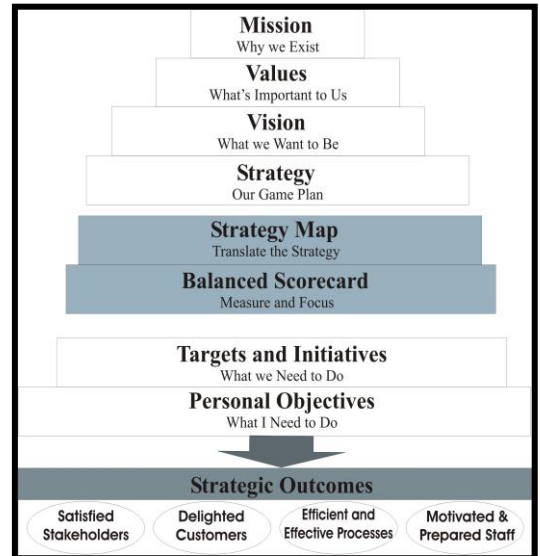 Mission
Why we Exist
Values
What's Important to Us
Vision
What we Want to Be
Strategy
Our Game Plan
Strategy Map
Translate the Strategy
Balanced Scorecard
Measure and Focus
Targets and Initiatives
What we Need to Do
Personal Objectives
What I Need to Do
Strategic Outcomes
Satisfied
Stakeholders
Delighted
Customers
Efficient and
Effective Processes
Motivated &
Prepared Staff